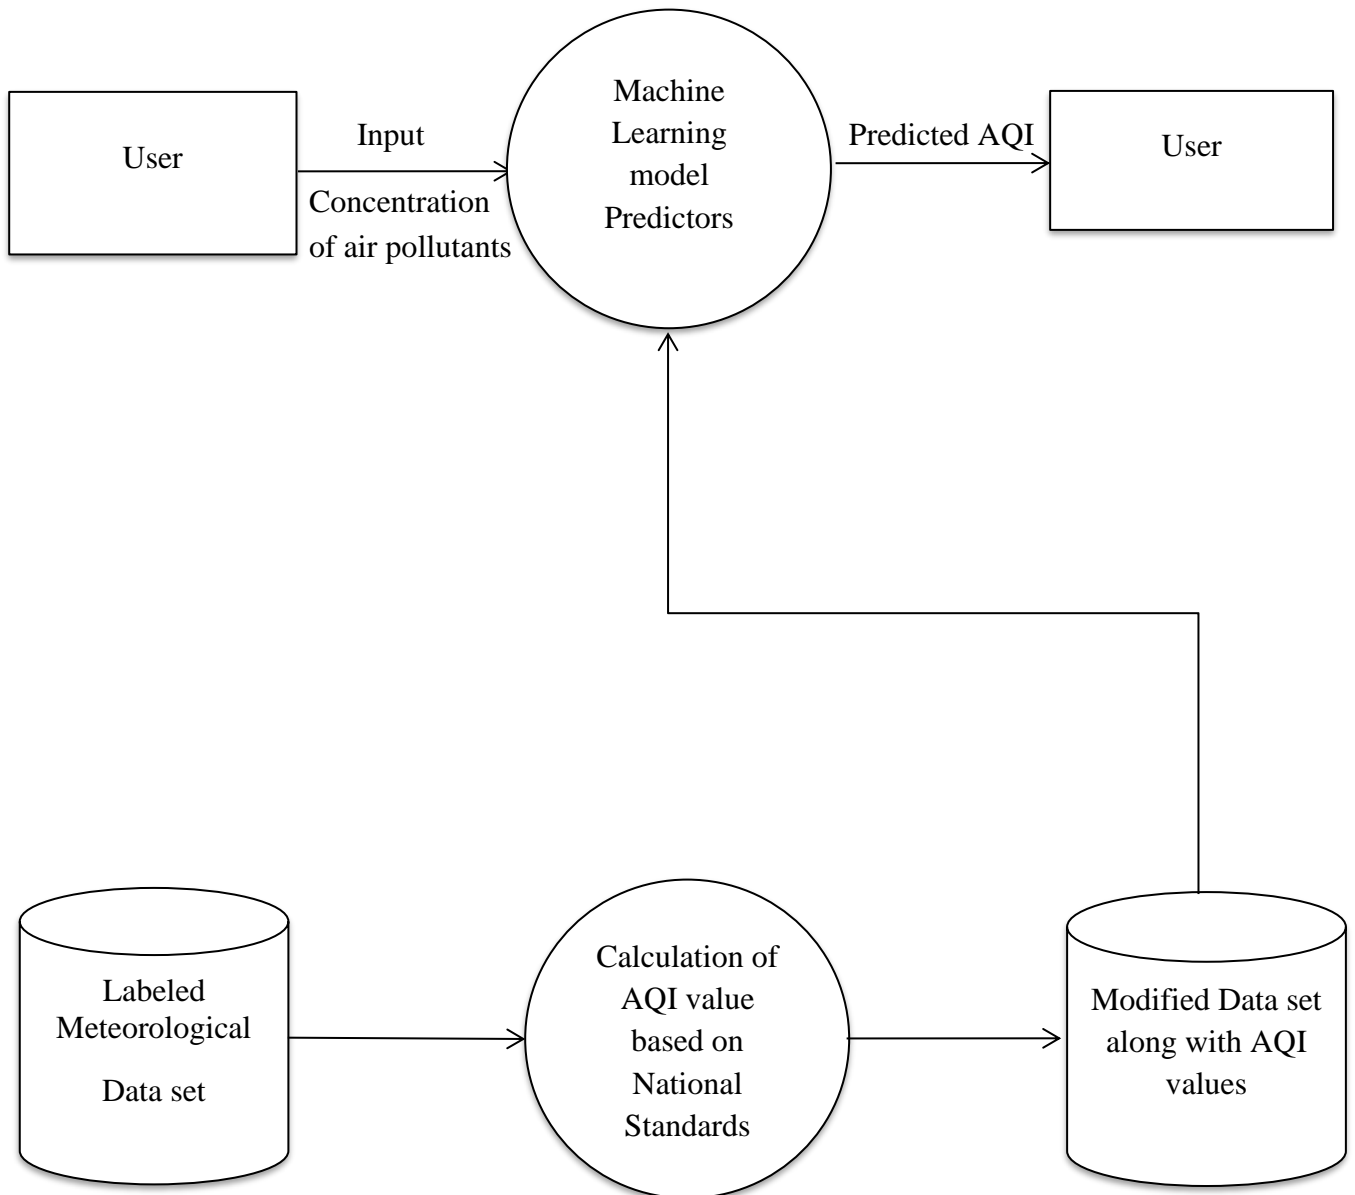 User
Input
Concentration
of air pollutants
Machine
Learning
model
Predictors
Predicted AQI
User
Labeled
Meteorological
Data set
Calculation of
AQI value
based on
National
Standards
Modified Data set
along with AQI
values